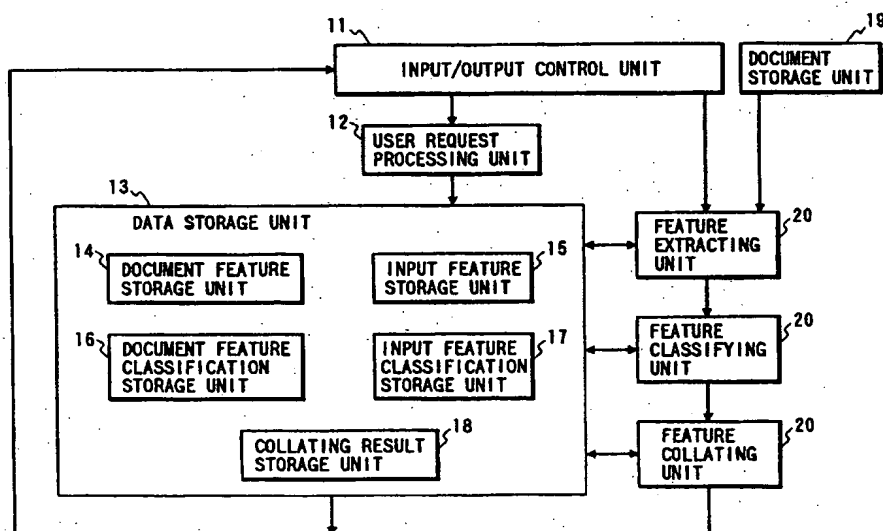 11
INPUT/OUTPUT CONTROL UNIT
19
DOCUMENT
STORAGE UNIT
12
USER REQUEST
PROCESSING UNIT
13
DATA STORAGE UNIT
14
DOCUMENT FEATURE
STORAGE UNIT
15
INPUT FEATURE
STORAGE UNIT
20
FEATURE
EXTRACTING
UNIT
16
DOCUMENT FEATURE
CLASSIFICATION
STORAGE UNIT
17
INPUT FEATURE
CLASSIFICATION
STORAGE UNIT
20
FEATURE
CLASSIFYING
UNIT
18
COLLATING RESULT
STORAGE UNIT
20
FEATURE
COLLATING
UNIT